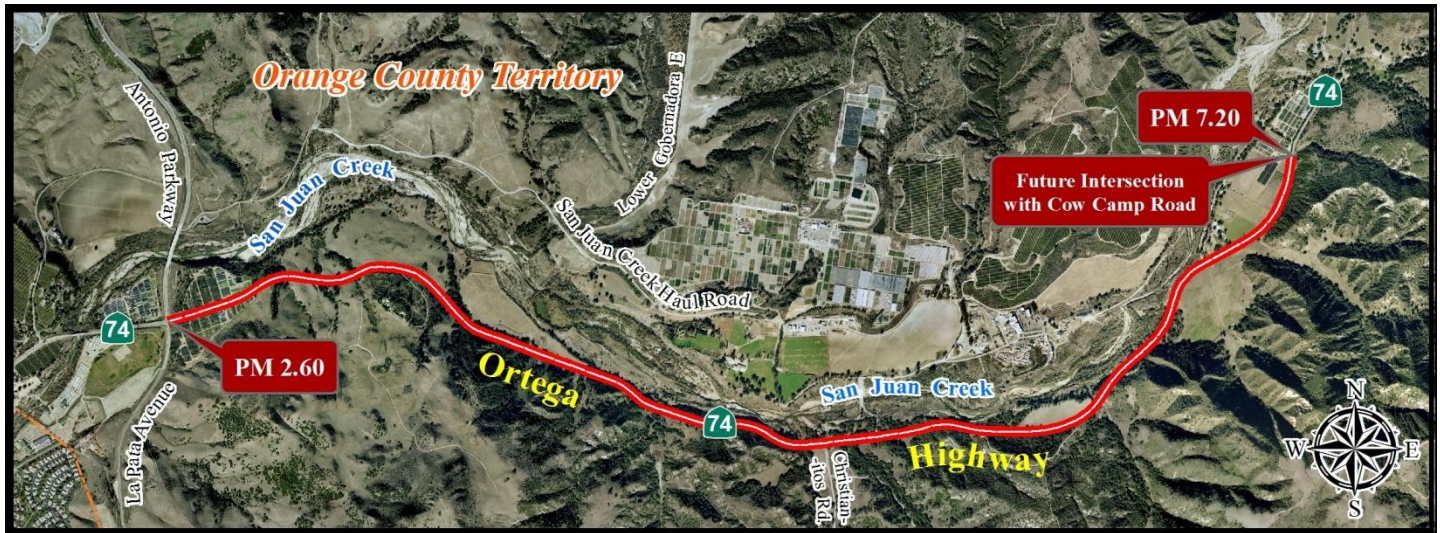 Orange County Territory
Antonio Parkway
San Juan Creek
Lower Gobernadora E
San Juan Creek Haul Road
74
PM 7.20
Future Intersection
with Cow Camp Road
74
PM 2.60
La Pata Avenue
Ortega
74
San Juan Creek
Highway
Christian-
-itos Rd.
N
W
E
S